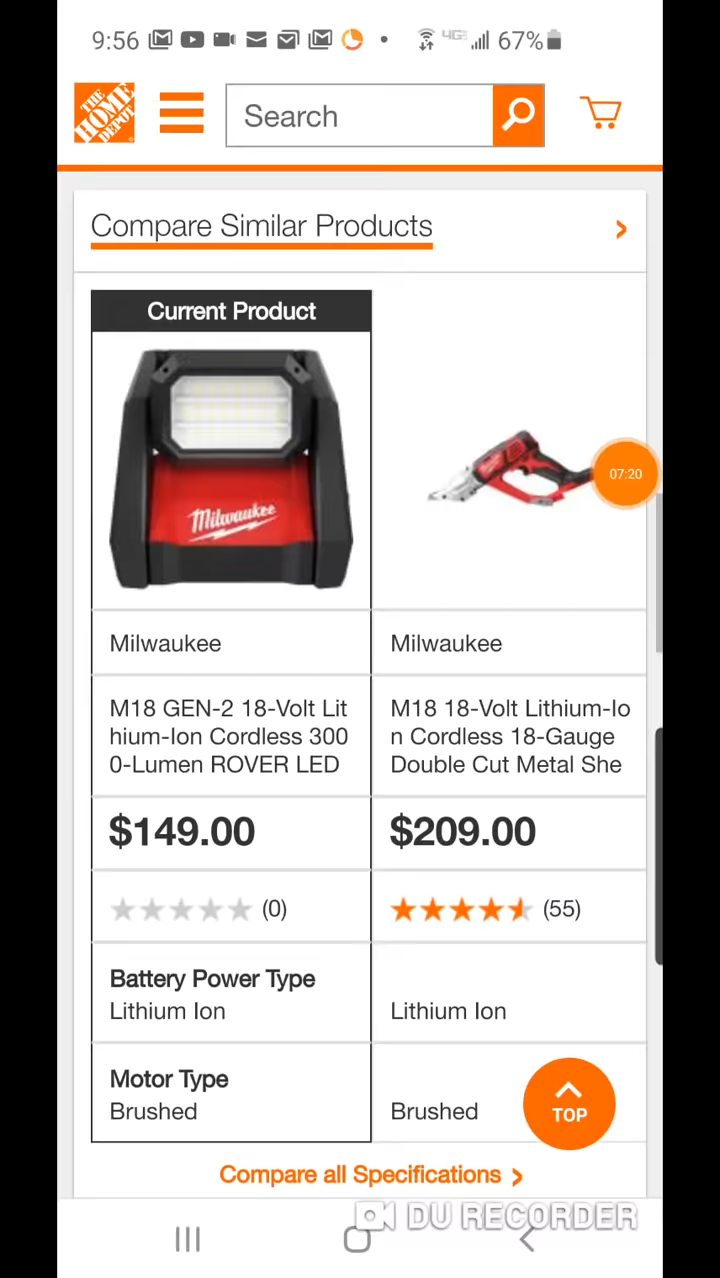 9:56
4GE
67%
THE HOME DEPOT
Search
Compare Similar Products
Current Product
Milwaukee
07:20
Milwaukee
Milwaukee
M18 GEN-2 18-Volt Lit
hium-Ion Cordless 300
0-Lumen ROVER LED
M18 18-Volt Lithium-Io
n Cordless 18-Gauge
Double Cut Metal She
$149.00
$209.00
(0)
(55)
Battery Power Type
Lithium Ion
Lithium Ion
Motor Type
Brushed
Brushed
TOP
Compare all Specifications
DU RECORDER